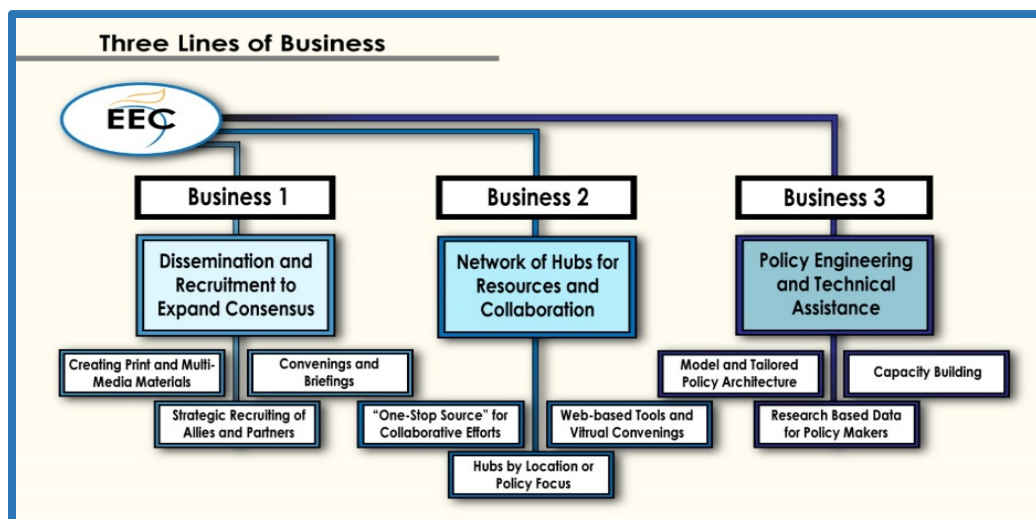 Three Lines of Business
EEC
Business 1
Business 2
Business 3
Dissemination and
Recruitment to
Expand Consensus
Network of Hubs for
Resources and
Collaboration
Policy Engineering
and Technical
Assistance
Creating Print and Multi-
Media Materials
Convenings and
Briefings
Strategic Recruiting of
Allies and Partners
“One-Stop Source” for
Collaborative Efforts
Web-based Tools and
Vitrual Convenings
Hubs by Location or
Policy Focus
Model and Tailored
Policy Architecture
Capacity Building
Research Based Data
for Policy Makers